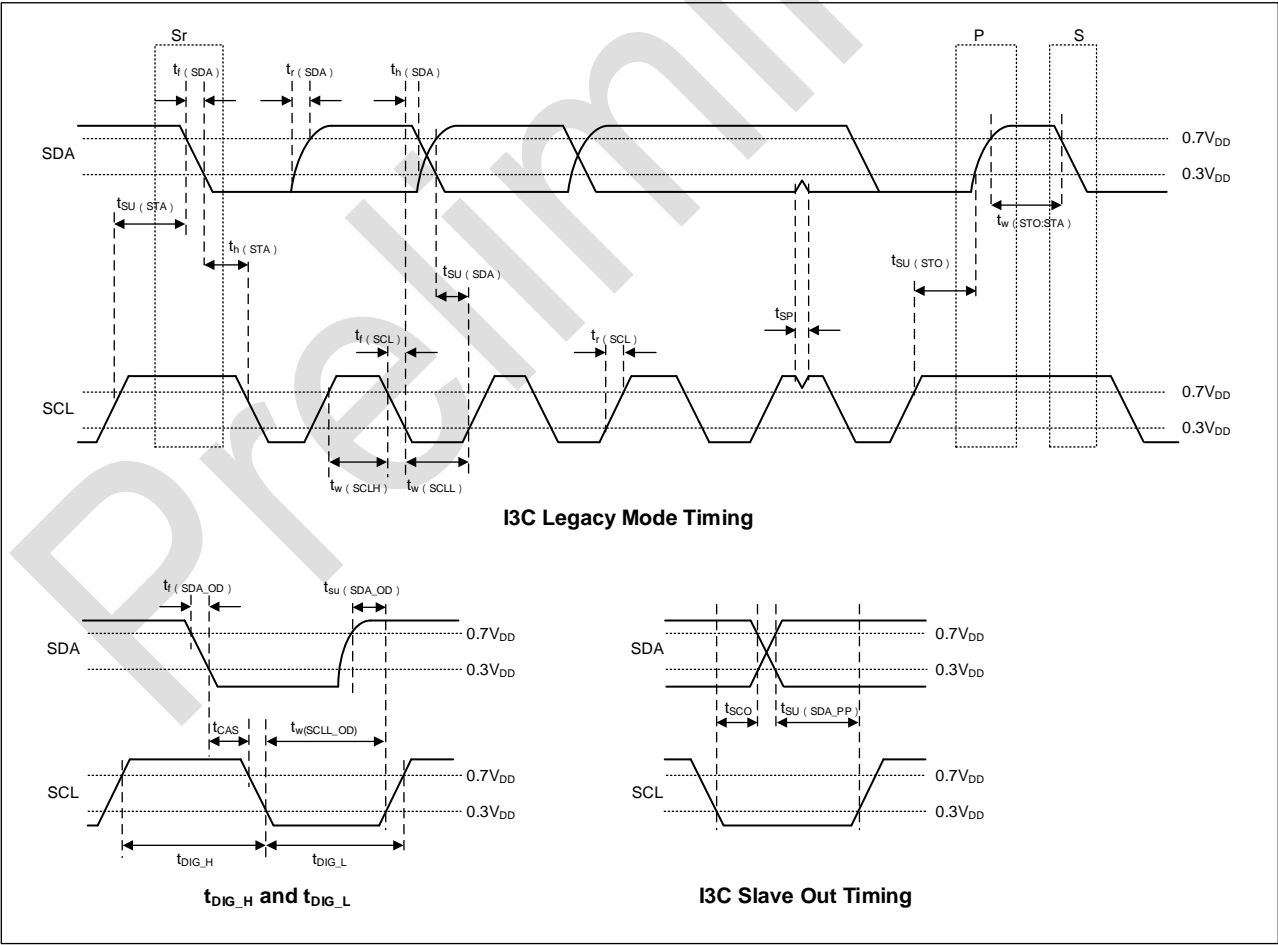 Sr P S
tf ( SDA ) tr ( SDA ) th ( SDA )
SDA
0.7VDD
0.3VDD
tSU ( STA ) tw ( STO:STA )
th ( STA ) tSU ( SDA ) tSU ( STO )
tf ( SCL ) tr ( SCL ) tSP
SCL
0.7VDD
0.3VDD
tw ( SCLH ) tw ( SCLL )
I3C Legacy Mode Timing
tf ( SDA_OD ) tsu ( SDA_OD )
SDA
0.7VDD
0.3VDD
tCAS tw(SCLL_OD)
SCL
0.7VDD
0.3VDD
tDIG_H tDIG_L
tDIG_H and tDIG_L
SDA
0.7VDD
0.3VDD
tSCO tSU ( SDA_PP )
SCL
0.7VDD
0.3VDD
I3C Slave Out Timing
Prelimi